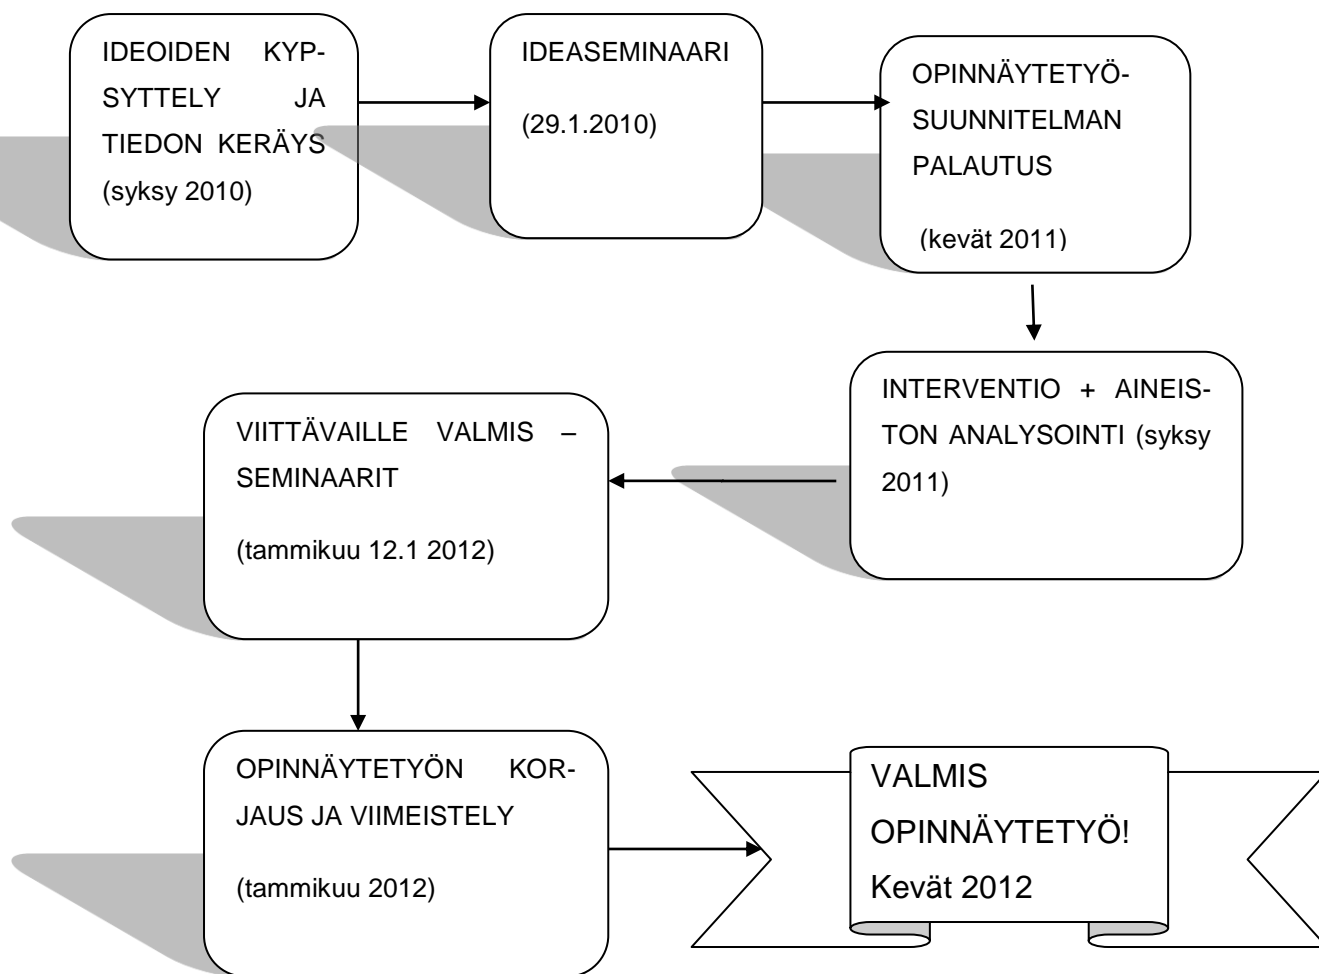 IDEOIDEN KYP-
SYTTELY JA
TIEDON KERÄYS
(syksy 2010)
IDEASEMINAARI
(29.1.2010)
OPINNÄYTETYÖ-
SUUNNITELMAN
PALAUTUS
(kevät 2011)
INTERVENTIO + AINEIS-
TON ANALYSOINTI (syksy
2011)
VIITTÄVAILLE VALMIS –
SEMINAARIT
(tammikuu 12.1 2012)
OPINNÄYTETYÖN KOR-
JAUS JA VIIMEISTELY
(tammikuu 2012)
VALMIS
OPINNÄYTETYÖ!
Kevät 2012